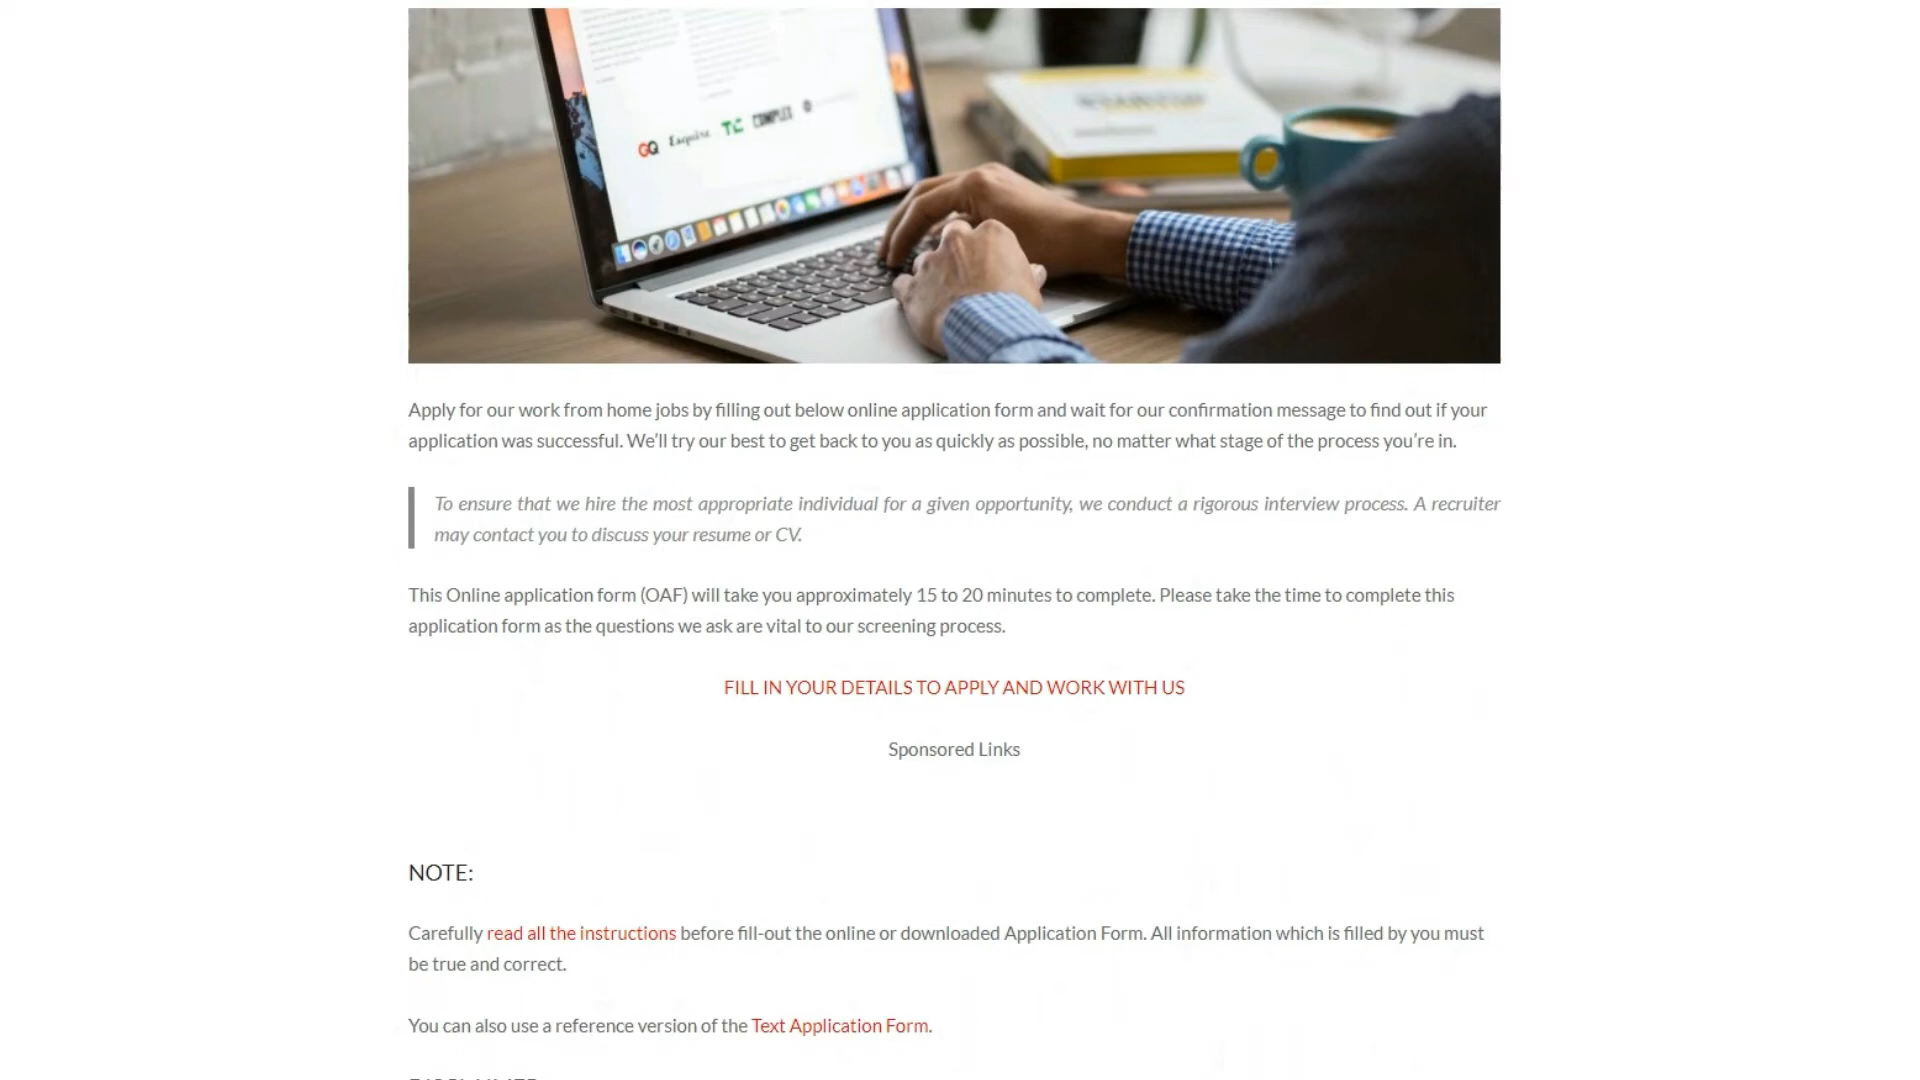 GQ Esquire TC COMPLEX
Apply for our work from home jobs by filling out below online application form and wait for our confirmation message to find out if your
application was successful. We'll try our best to get back to you as quickly as possible, no matter what stage of the process you're in.
To ensure that we hire the most appropriate individual for a given opportunity, we conduct a rigorous interview process. A recruiter
may contact you to discuss your resume or CV.
This Online application form (OAF) will take you approximately 15 to 20 minutes to complete. Please take the time to complete this
application form as the questions we ask are vital to our screening process.
FILL IN YOUR DETAILS TO APPLY AND WORK WITH US
Sponsored Links
NOTE:
Carefully read all the instructions before fill-out the online or downloaded Application Form. All information which is filled by you must
be true and correct.
You can also use a reference version of the Text Application Form.